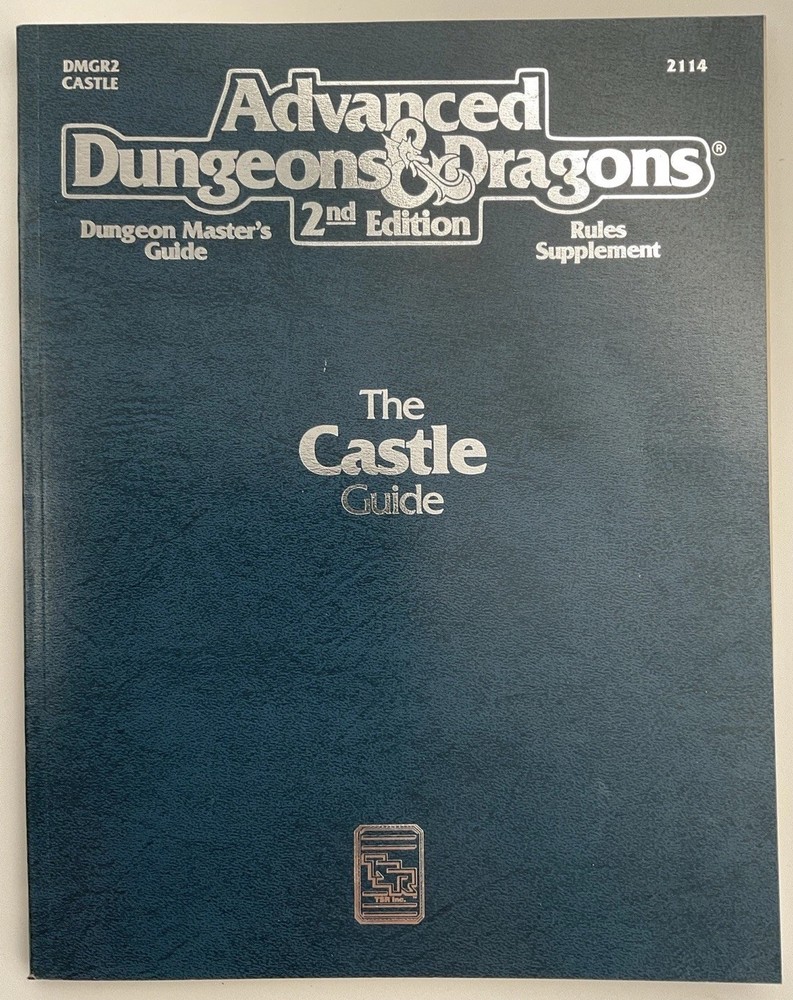 DMGR2
CASTLE
2114
Advanced
Dungeons & Dragons®
2nd Edition
Dungeon Master's
Guide
Rules
Supplement
The
Castle
Guide
TSR
TSR Inc.